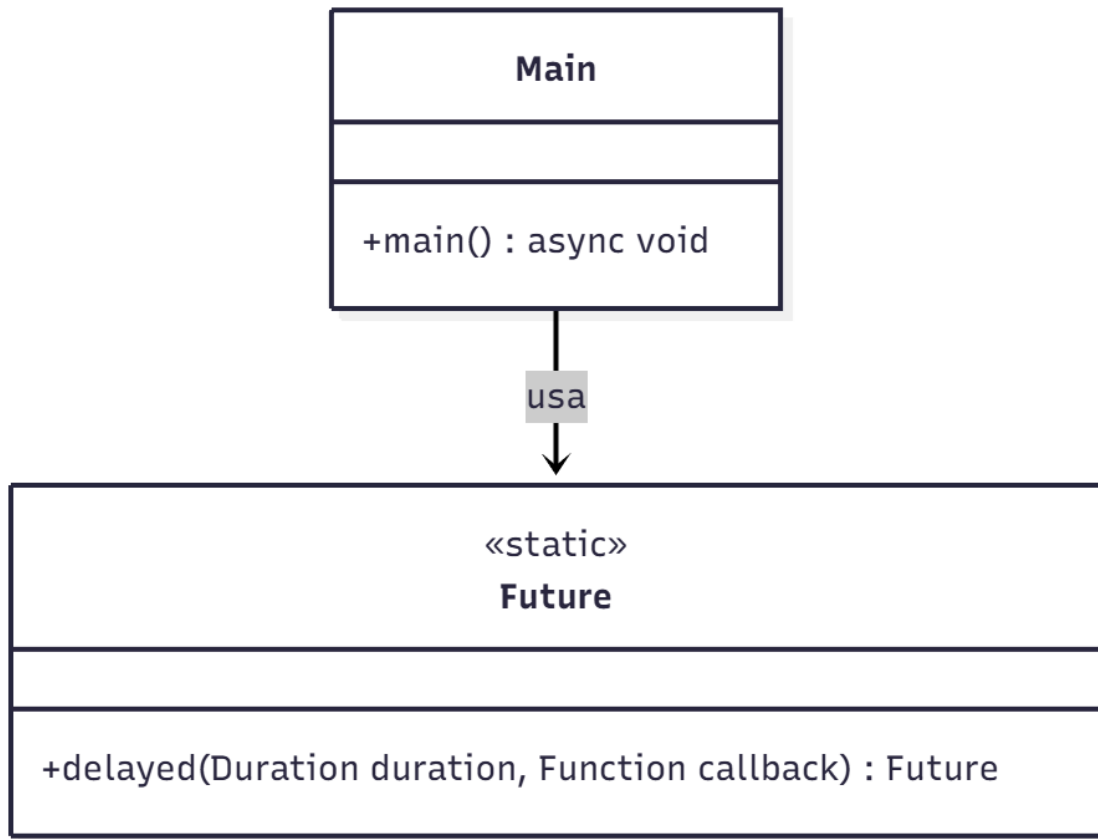 Main
+main() : async void
usa
«static»
Future
+delayed(Duration duration, Function callback) : Future